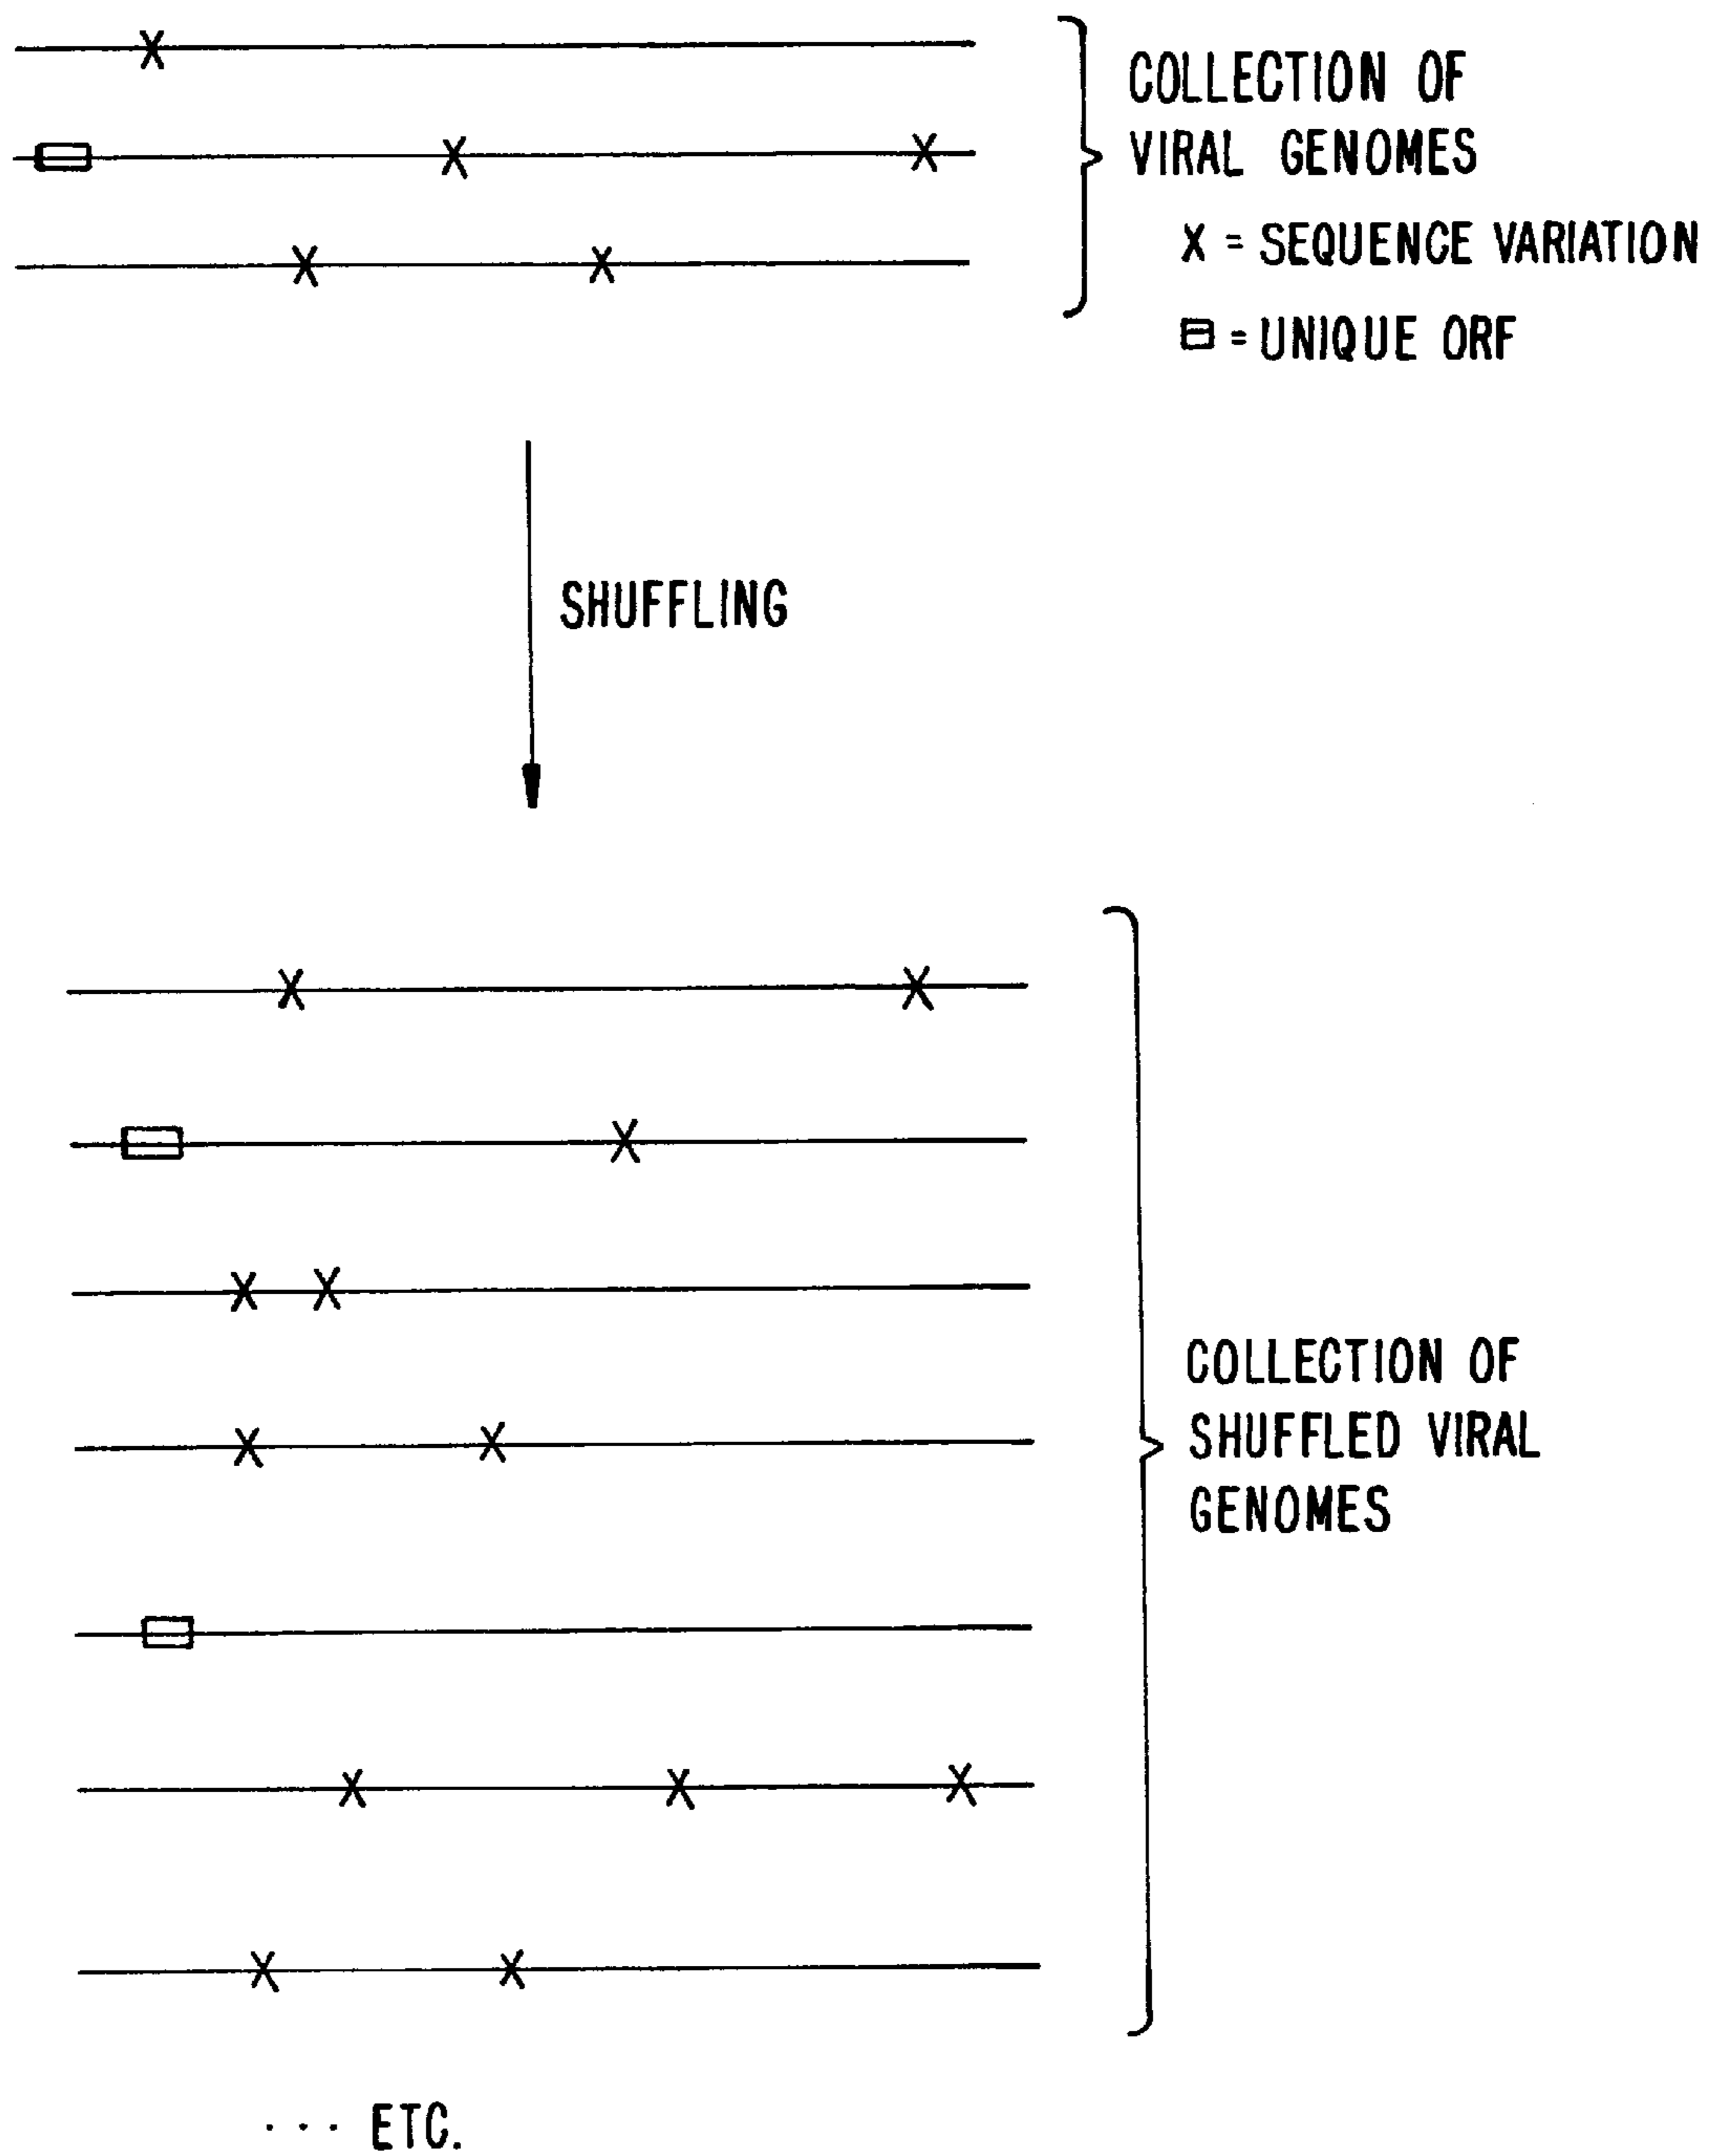 COLLECTION OF
VIRAL GENOMES
X = SEQUENCE VARIATION
= UNIQUE ORF
SHUFFLING
COLLECTION OF
SHUFFLED VIRAL
GENOMES
... ETC.